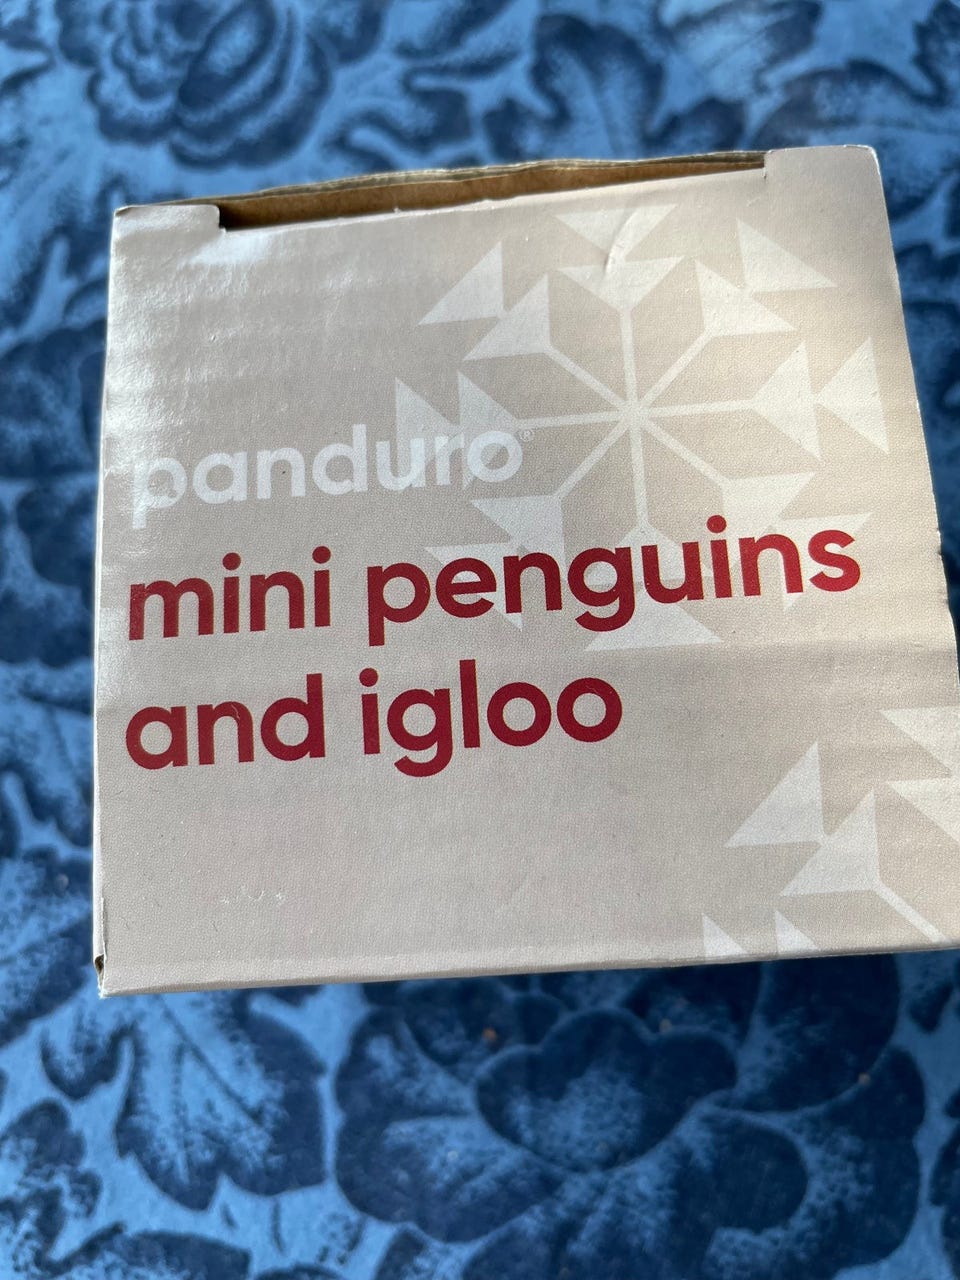 panduro®
mini penguins
and igloo